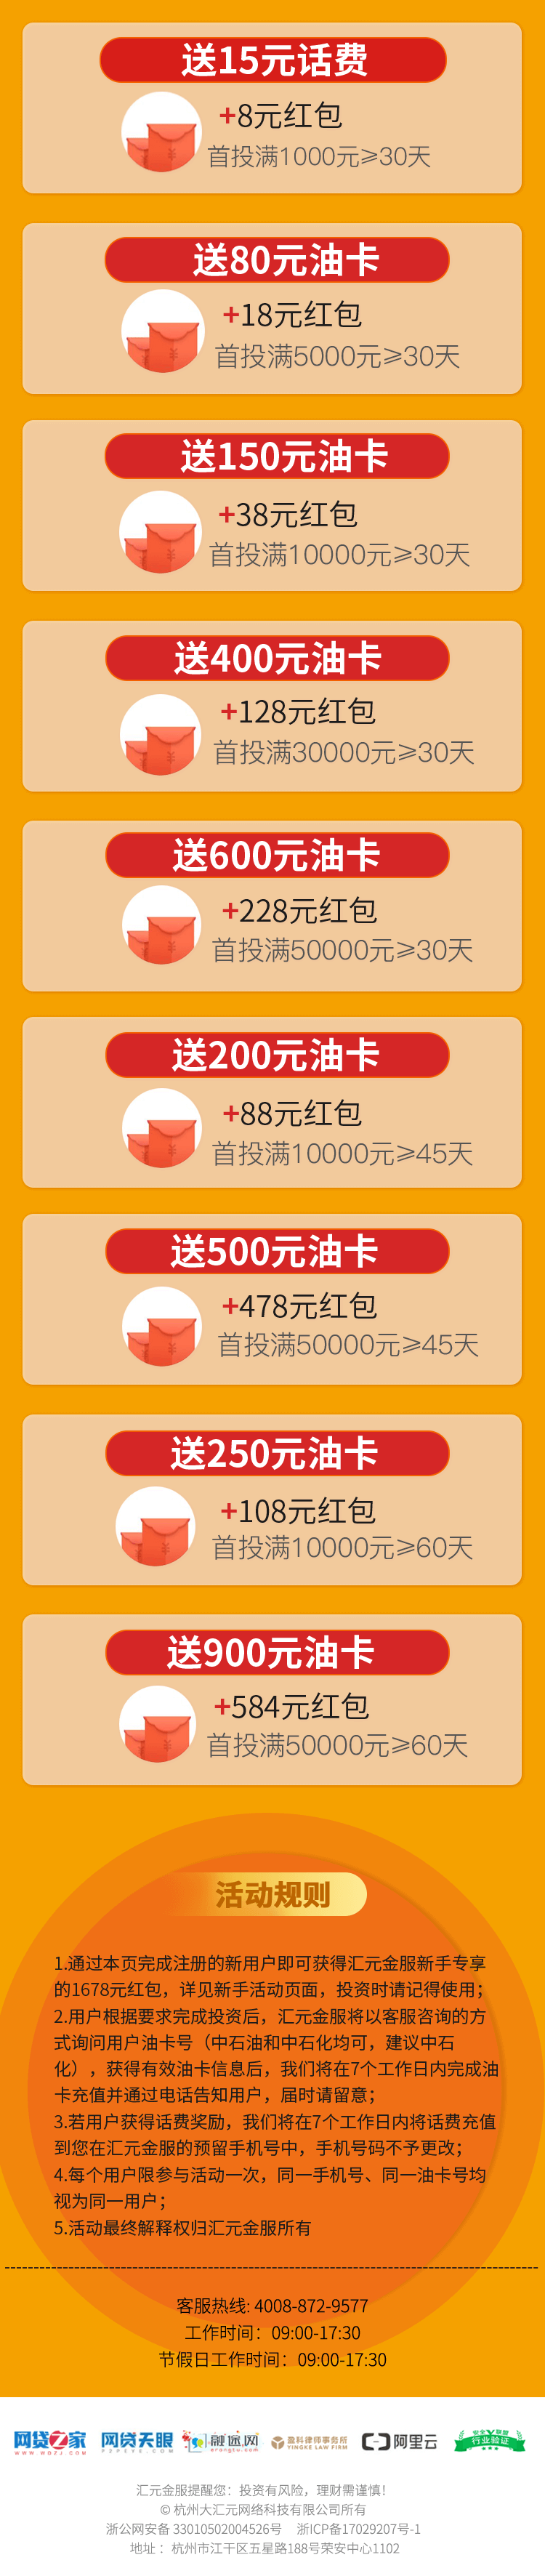 送15元话费
+8元红包
首投满1000元≥30天
送80元油卡
+18元红包
首投满5000元≥30天
送150元油卡
+38元红包
首投满10000元≥30天
送400元油卡
+128元红包
首投满30000元≥30天
送600元油卡
+228元红包
首投满50000元≥30天
送200元油卡
+88元红包
首投满10000元≥45天
送500元油卡
+478元红包
首投满50000元≥45天
送250元油卡
+108元红包
首投满10000元≥60天
送900元油卡
+584元红包
首投满50000元≥60天
活动规则
1.通过本页完成注册的新用户即可获得汇元金服新手专享
的1678元红包，详见新手活动页面，投资时请记得使用；
2.用户根据要求完成投资后，汇元金服将以客服咨询的方
式询问用户油卡号（中石油和中石化均可，建议中石
化），获得有效油卡信息后，我们将在7个工作日内完成油
卡充值并通过电话告知用户，届时请留意；
3.若用户获得话费奖励，我们将在7个工作日内将话费充值
到您在汇元金服的预留手机号中，手机号码不予更改；
4.每个用户限参与活动一次，同一手机号、同一油卡号均
视为同一用户；
5.活动最终解释权归汇元金服所有
客服热线: 4008-872-9577
工作时间：09:00-17:30
节假日工作时间：09:00-17:30
网贷之家 网贷天眼 融途网 盈科律师事务所 阿里云 安全联盟
WWW.WDZJ.COM P2PEYE.COM erongtu.com YINGKE LAW FIRM 行业验证
汇元金服提醒您：投资有风险，理财需谨慎！
© 杭州大汇元网络科技有限公司所有
浙公网安备 33010502004526号 浙ICP备17029207号-1
地址 ：杭州市江干区五星路188号荣安中心1102